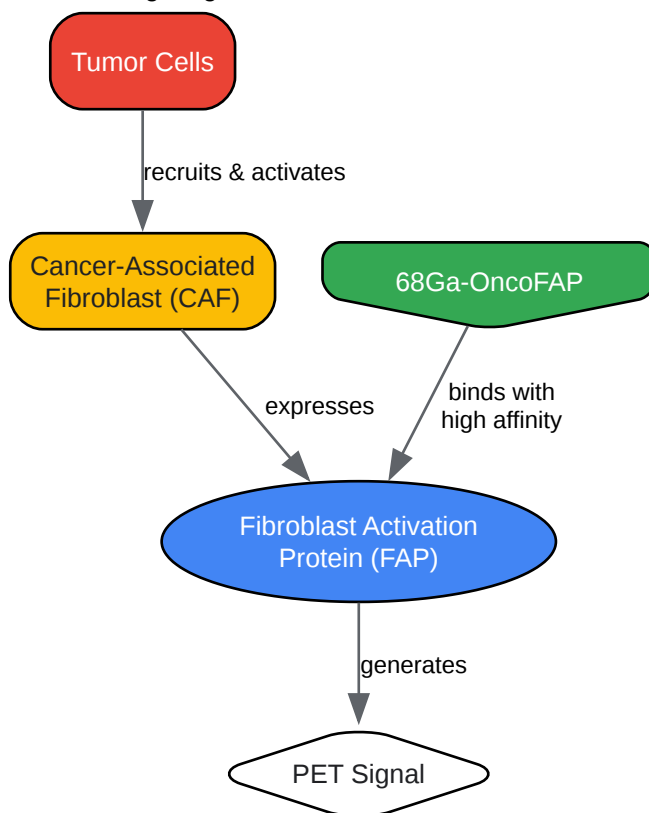 Tumor Cells
recruits & activates
Cancer-Associated
Fibroblast (CAF)
68Ga-OncoFAP
expresses
binds with
high affinity
Fibroblast Activation
Protein (FAP)
generates
PET Signal